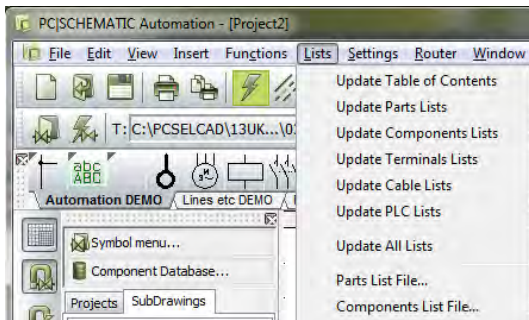 PC|SCHEMATIC Automation - [Project2]
File Edit View Insert Functions Lists Settings Router Window
Update Table of Contents
Update Parts Lists
T: C:\PCSELCAD\13UK...\0
Update Components Lists
Update Terminals Lists
abc
ABC
M
Update Cable Lists
Automation DEMO Lines etc DEMO
Update PLC Lists
Symbol menu...
Update All Lists
Component Database...
Parts List File...
Projects SubDrawings
Components List File...